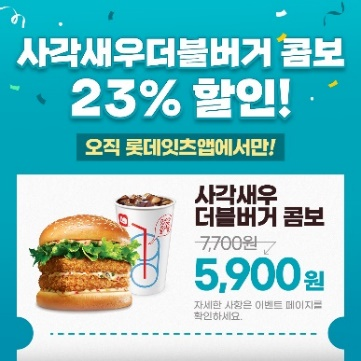 사각새우더블버거 콤보
23% 할인!
오직 롯데잇츠앱에서만!
사각새우
더블버거 콤보
7,700원
5,900원
자세한 사항은 이벤트 페이지를
확인하세요.